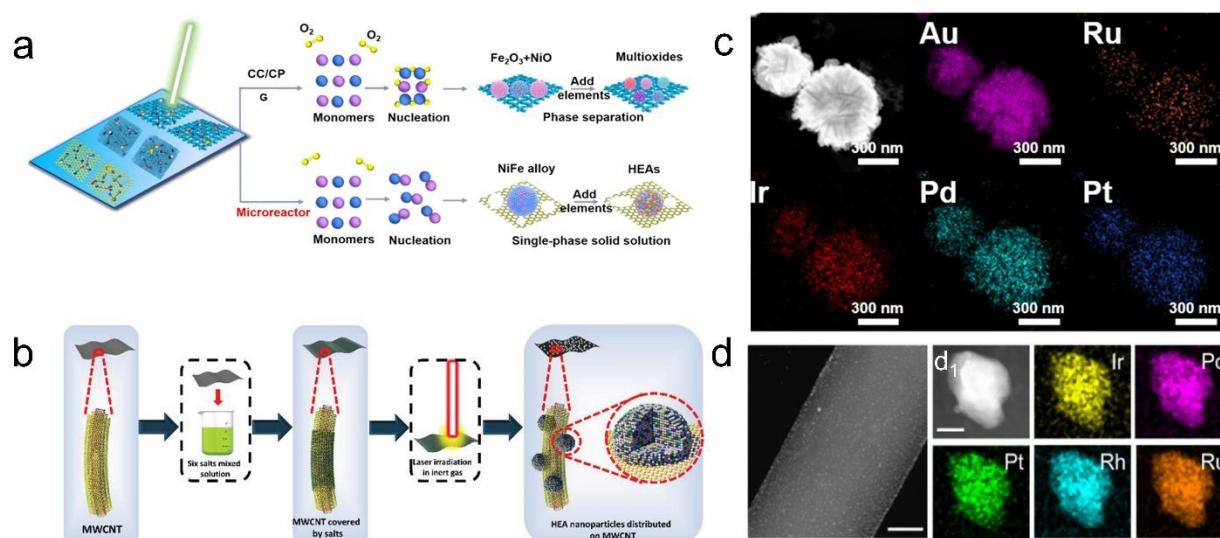 a
O₂
O₂
CC/CP
G
Monomers
Nucleation
Fe₂O₃+NiO
Add
elements
Multioxides
Phase separation
Microreactor
Monomers
Nucleation
NiFe alloy
Add
elements
HEAs
Single-phase solid solution
b
MWCNT
Six salts mixed
solution
MWCNT covered
by salts
Laser irradiation
in inert gas
HEA nanoparticles distributed
on MWCNT
c
Au
Ru
300 nm
300 nm
300 nm
Ir
Pd
Pt
300 nm
300 nm
300 nm
d
d₁
Ir
Pt
Rh
Ru